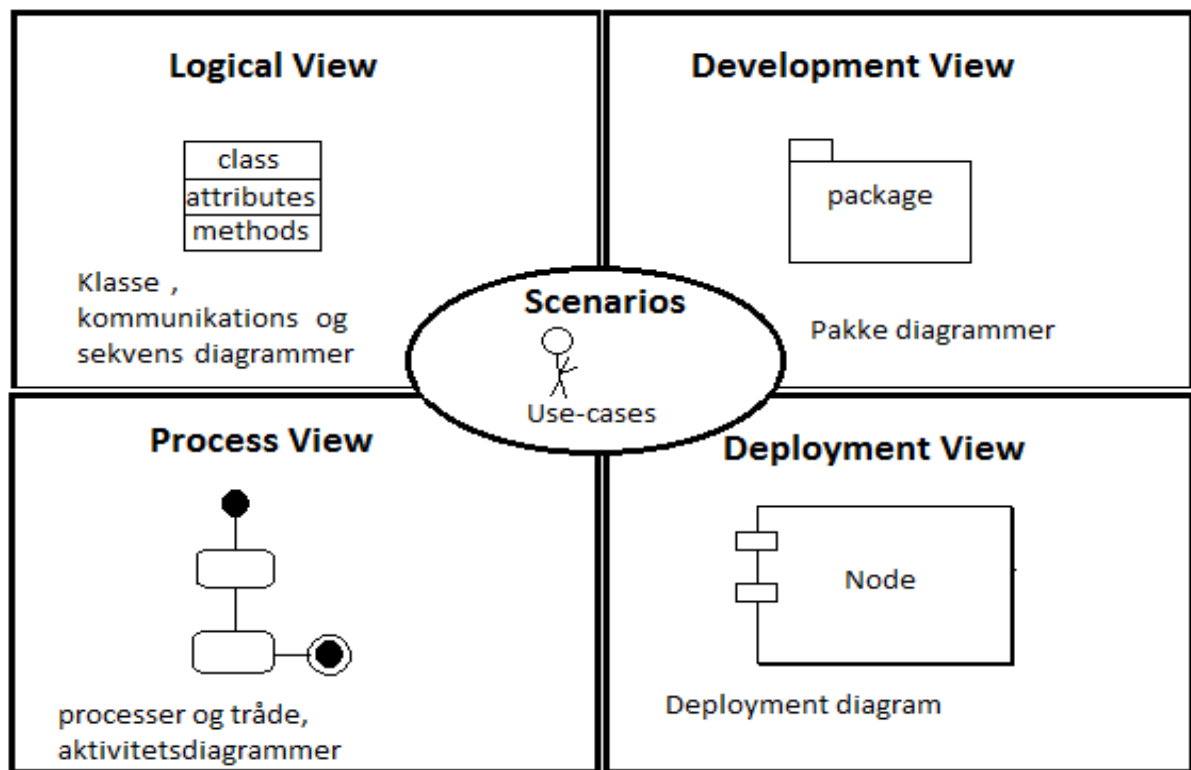 Logical View
class
attributes
methods
Klasse ,
kommunikations og
sekvens diagrammer
Development View
package
Pakke diagrammer
Scenarios
Use-cases
Process View
processer og tråde,
aktivitetsdiagrammer
Deployment View
Node
Deployment diagram